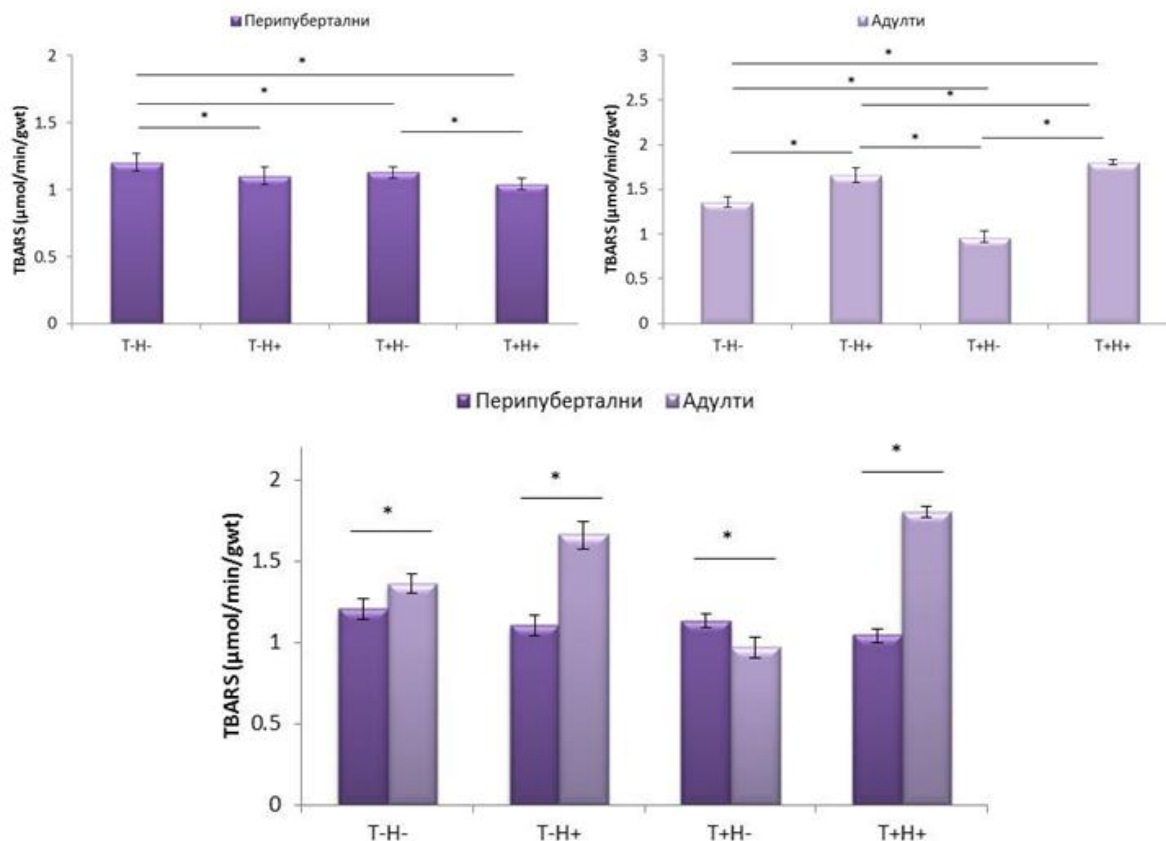 Перипубертални
TBARS (µmol/min/gwt)
2
*
*
1.5
*
*
1
0.5
0
T-H-
T-H+
T+H-
T+H+
Адулти
TBARS (µmol/min/gwt)
3
*
*
2.5
*
*
2
*
*
1.5
1
0.5
0
T-H-
T-H+
T+H-
T+H+
Перипубертални
Адулти
TBARS (µmol/min/gwt)
2
*
*
*
*
1.5
1
0.5
0
T-H-
T-H+
T+H-
T+H+